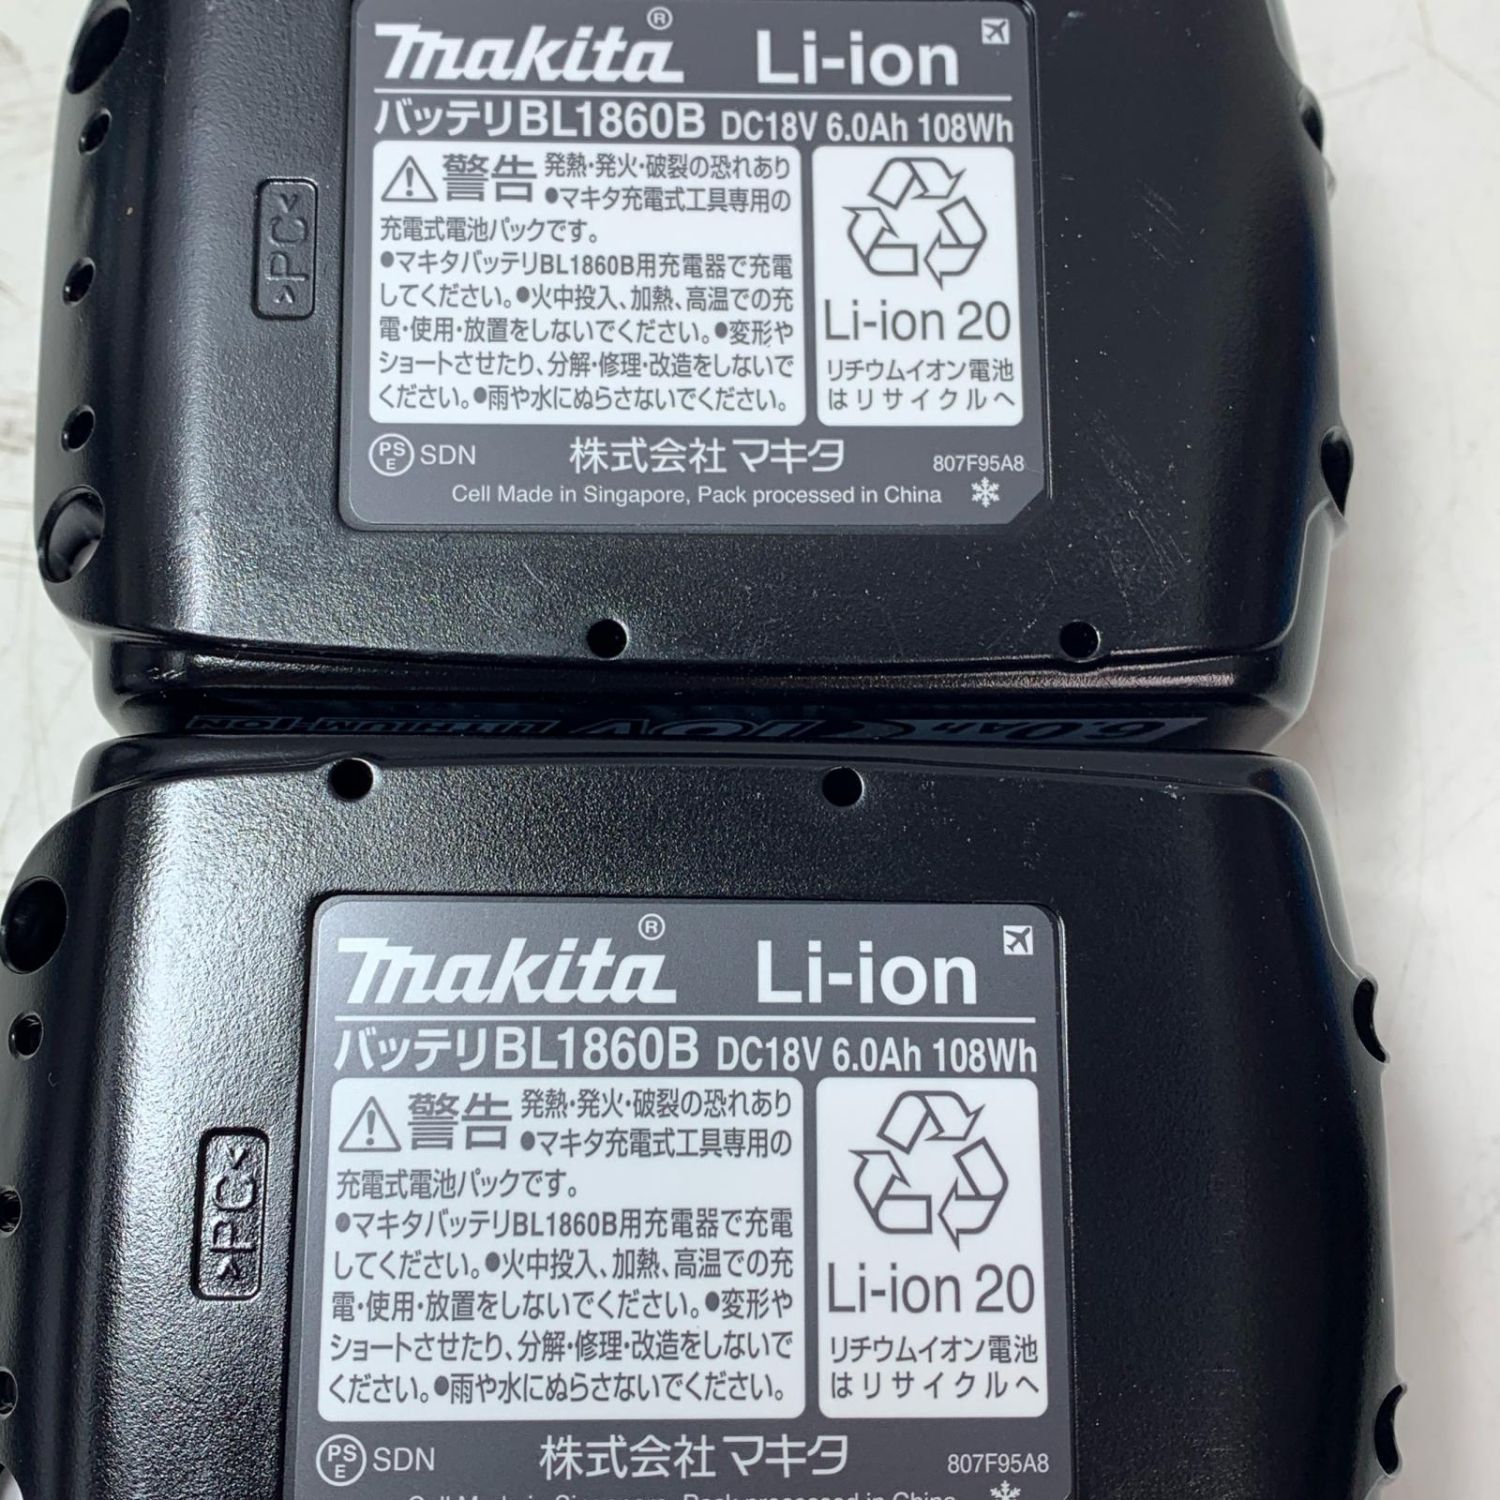 makita® Li-ion
バッテリBL1860B DC18V 6.0Ah 108Wh
警告 発熱・発火・破裂の恐れあり
●マキタ充電式工具専用の
充電式電池パックです。
●マキタバッテリBL1860B用充電器で充電
してください。●火中投入、加熱、高温での充
電・使用・放置をしないでください。●変形や
ショートさせたり、分解・修理・改造をしないで
ください。●雨や水にぬらさないでください。
Li-ion 20
リチウムイオン電池
はリサイクルへ
PS
E
SDN 株式会社マキタ 807F95A8
Cell Made in Singapore, Pack processed in China
>PC<
6.0Ah 18V LITHIUM-ION
makita® Li-ion
バッテリBL1860B DC18V 6.0Ah 108Wh
警告 発熱・発火・破裂の恐れあり
●マキタ充電式工具専用の
充電式電池パックです。
●マキタバッテリBL1860B用充電器で充電
してください。●火中投入、加熱、高温での充
電・使用・放置をしないでください。●変形や
ショートさせたり、分解・修理・改造をしないで
ください。●雨や水にぬらさないでください。
Li-ion 20
リチウムイオン電池
はリサイクルへ
PS
E
SDN 株式会社マキタ 807F95A8
Cell Made in Singapore, Pack processed in China
>PC<